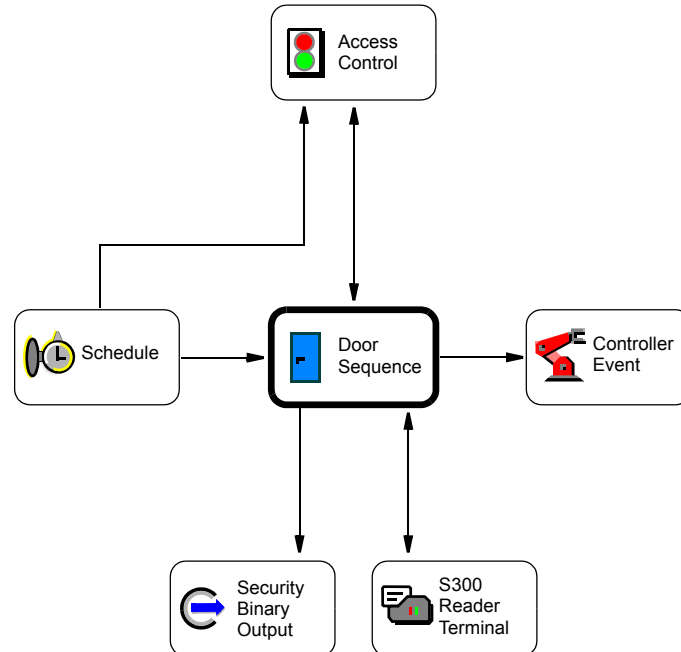 Access
Control
Schedule
Door
Sequence
Controller
Event
Security
Binary
Output
S300
Reader
Terminal